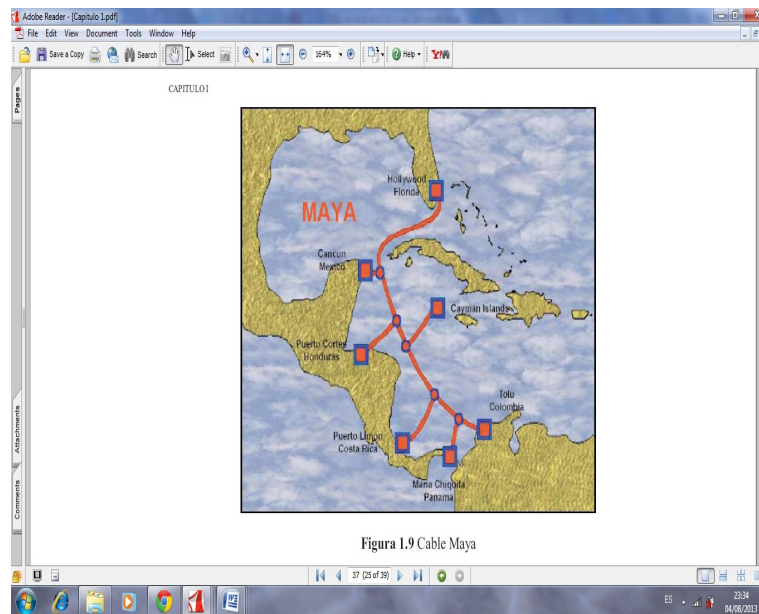 Adobe Reader - [Capitulo 1.pdf]
File Edit View Document Tools Window Help
Save a Copy Search Select 164% Help Y!
Pages
CAPITULO I
Hollywood
Florida
MAYA
Cancun
Mexico
Cayman Islands
Puerto Cortes
Honduras
Tolu
Colombia
Puerto Limon
Costa Rica
Maria Chiquita
Panama
Attachments
Comments
Figura 1.9 Cable Maya
37 (25 of 39)
ES 23:34
04/08/2013